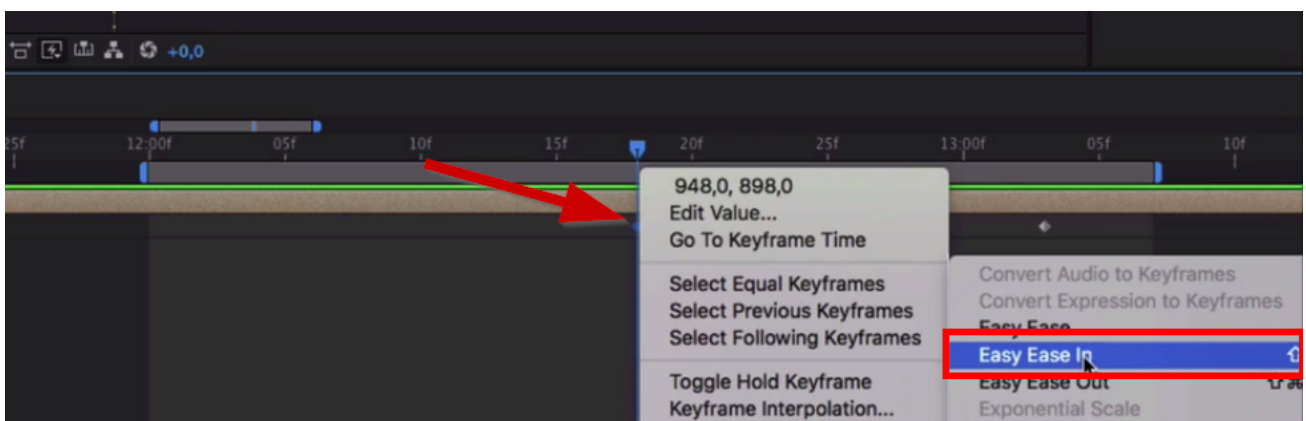 +0,0
25f 12:00f 05f 10f 15f 20f 25f 13:00f 05f 10f
948,0, 898,0
Edit Value...
Go To Keyframe Time
Select Equal Keyframes
Select Previous Keyframes
Select Following Keyframes
Toggle Hold Keyframe
Keyframe Interpolation...
Convert Audio to Keyframes
Convert Expression to Keyframes
Easy Ease
Easy Ease In ⇧
Easy Ease Out ⇧⌘
Exponential Scale